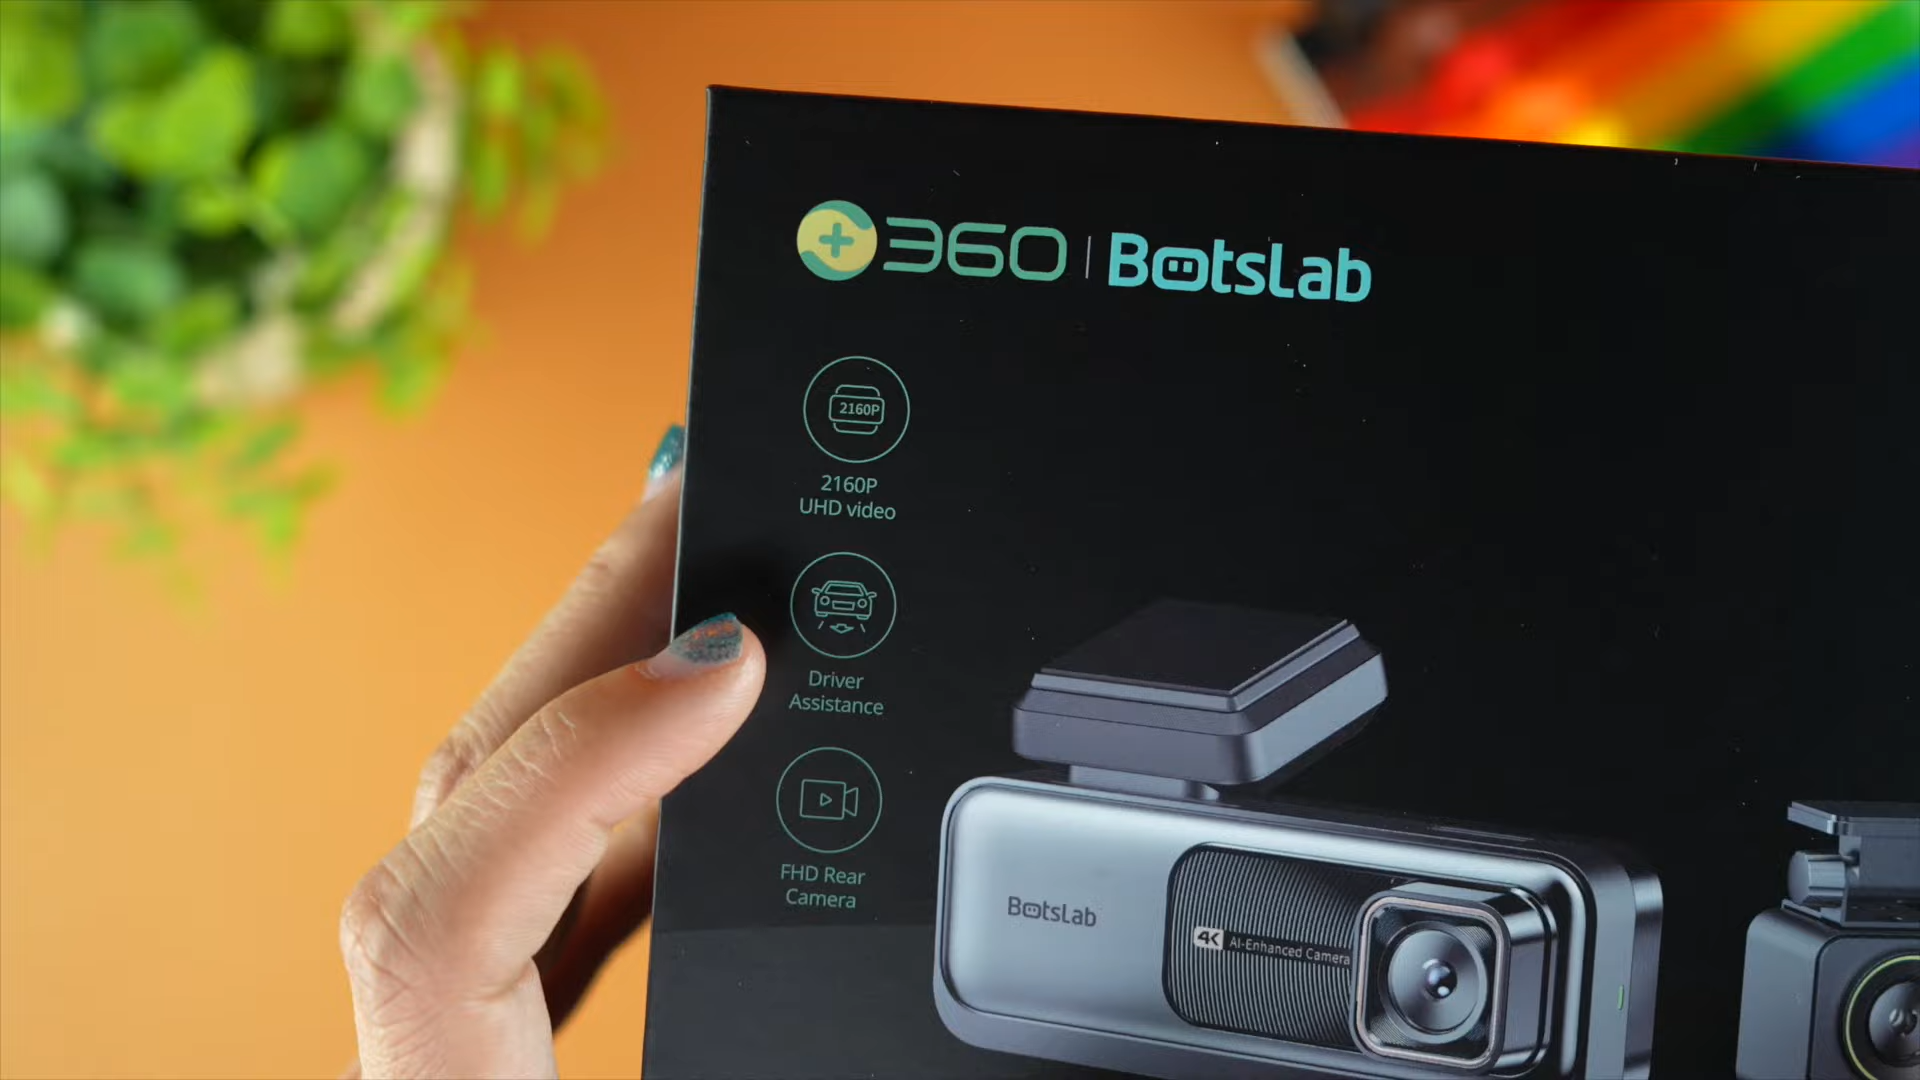 360 | BotsLab
2160P
2160P
UHD video
Driver
Assistance
FHD Rear
Camera
BotsLab
4K AI-Enhanced Camera